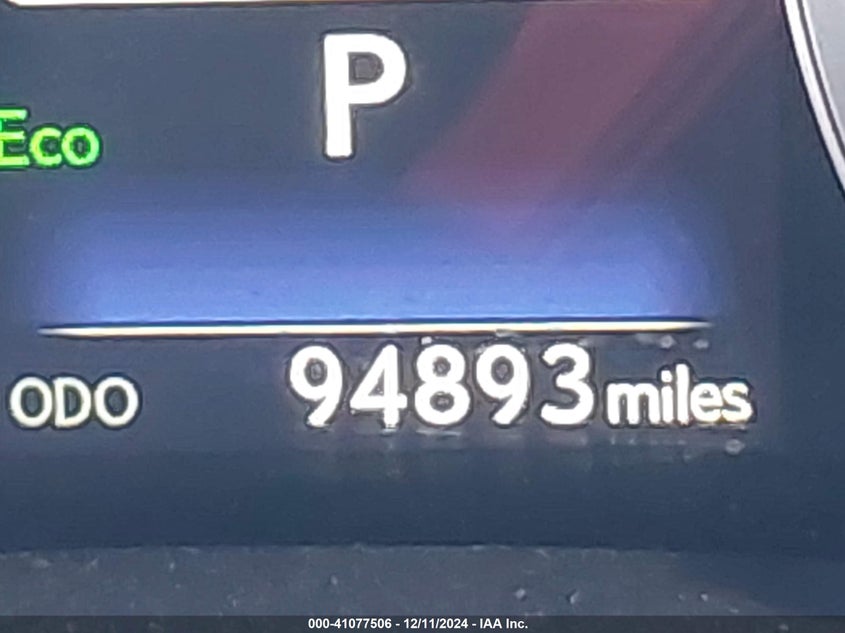 P
Eco
ODO 94893 miles
000-41077506 - 12/11/2024 - IAA Inc.